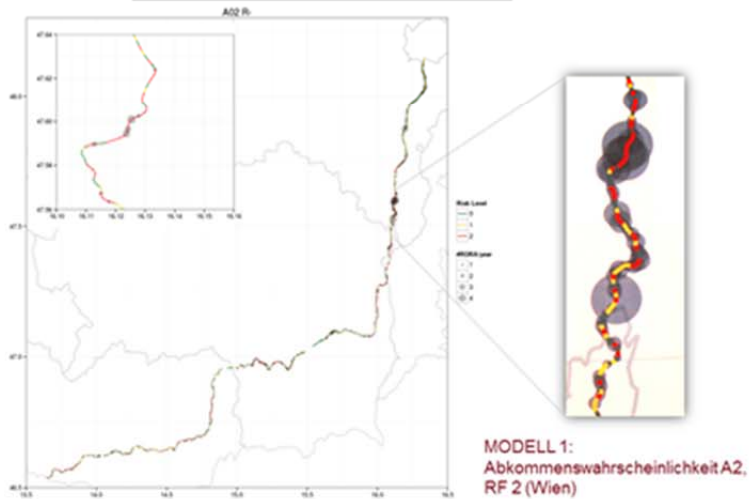 A02 R-
47.64
47.62
47.60
47.58
47.56
16.10 16.11 16.12 16.13 16.14 16.15 16.16
48.0
47.5
47.0
46.5
Risk Level
0
1
2
1
2
3
4
14.0 14.5 15.0 15.5 16.0 16.5
MODELL 1:
Abkommenswahrscheinlichkeit A2,
RF 2 (Wien)